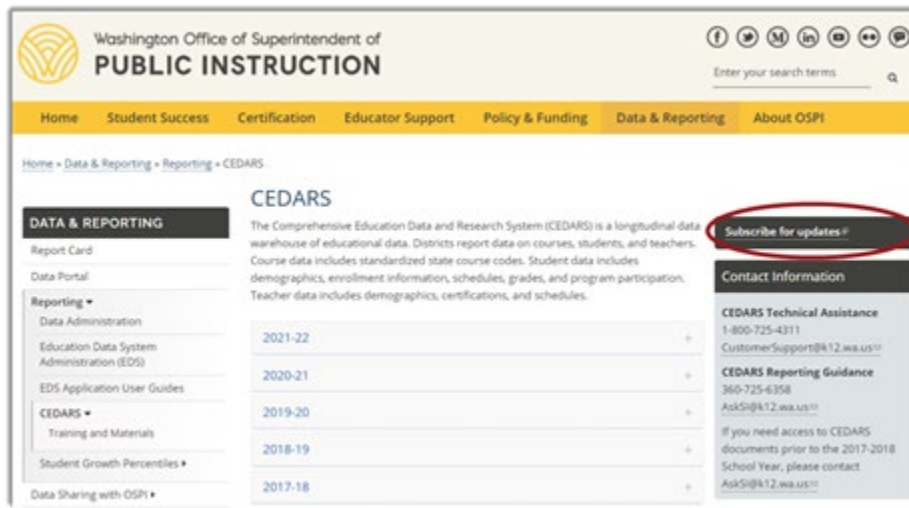 Washington Office of Superintendent of
PUBLIC INSTRUCTION
Enter your search terms
Home Student Success Certification Educator Support Policy & Funding Data & Reporting About OSPI
Home » Data & Reporting » Reporting » CEDARS
DATA & REPORTING
Report Card
Data Portal
Reporting
Data Administration
Education Data System
Administration (EDS)
EDS Application User Guides
CEDARS
Training and Materials
Student Growth Percentiles
Data Sharing with OSPI
CEDARS
The Comprehensive Education Data and Research System (CEDARS) is a longitudinal data
warehouse of educational data. Districts report data on courses, students, and teachers.
Course data includes standardized state course codes. Student data includes
demographics, enrollment information, schedules, grades, and program participation.
Teacher data includes demographics, certifications, and schedules.
2021-22
2020-21
2019-20
2018-19
2017-18
Subscribe for updates
Contact Information
CEDARS Technical Assistance
1-800-725-4311
CustomerSupport@k12.wa.us
CEDARS Reporting Guidance
360-725-6358
AskSI@k12.wa.us
If you need access to CEDARS
documents prior to the 2017-2018
School Year, please contact
AskSI@k12.wa.us